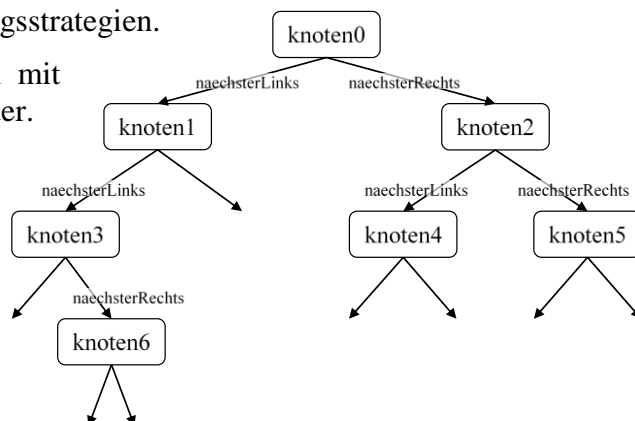 gsstrategien.
mit
er.
knoten0
naechsterLinks naechsterRechts
knoten1 knoten2
naechsterLinks naechsterLinks naechsterRechts
knoten3 knoten4 knoten5
naechsterRechts
knoten6